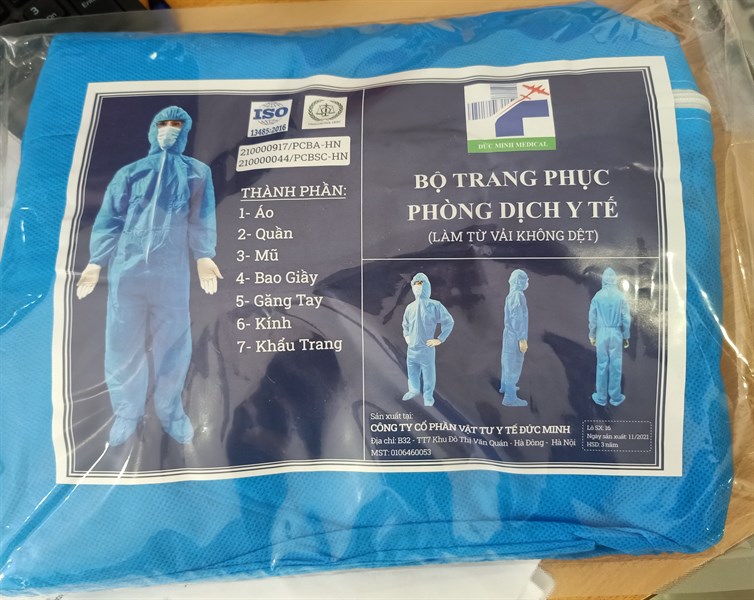 ISO
13485:2016
210000917/PCBA-HN
210000044/PCBSC-HN
THÀNH PHẦN:
1- Áo
2- Quần
3- Mũ
4- Bao Giầy
5- Găng Tay
6- Kính
7- Khẩu Trang
ĐỨC MINH MEDICAL
BỘ TRANG PHỤC
PHÒNG DỊCH Y TẾ
(LÀM TỪ VẢI KHÔNG DỆT)
Sản xuất tại:
CÔNG TY CỔ PHẦN VẬT TƯ Y TẾ ĐỨC MINH
Địa chỉ: B32 - TT7 Khu Đô Thị Văn Quán - Hà Đông - Hà Nội
MST: 0106460053
Lô SX: 16
Ngày sản xuất: 11/2021
HSD: 3 năm